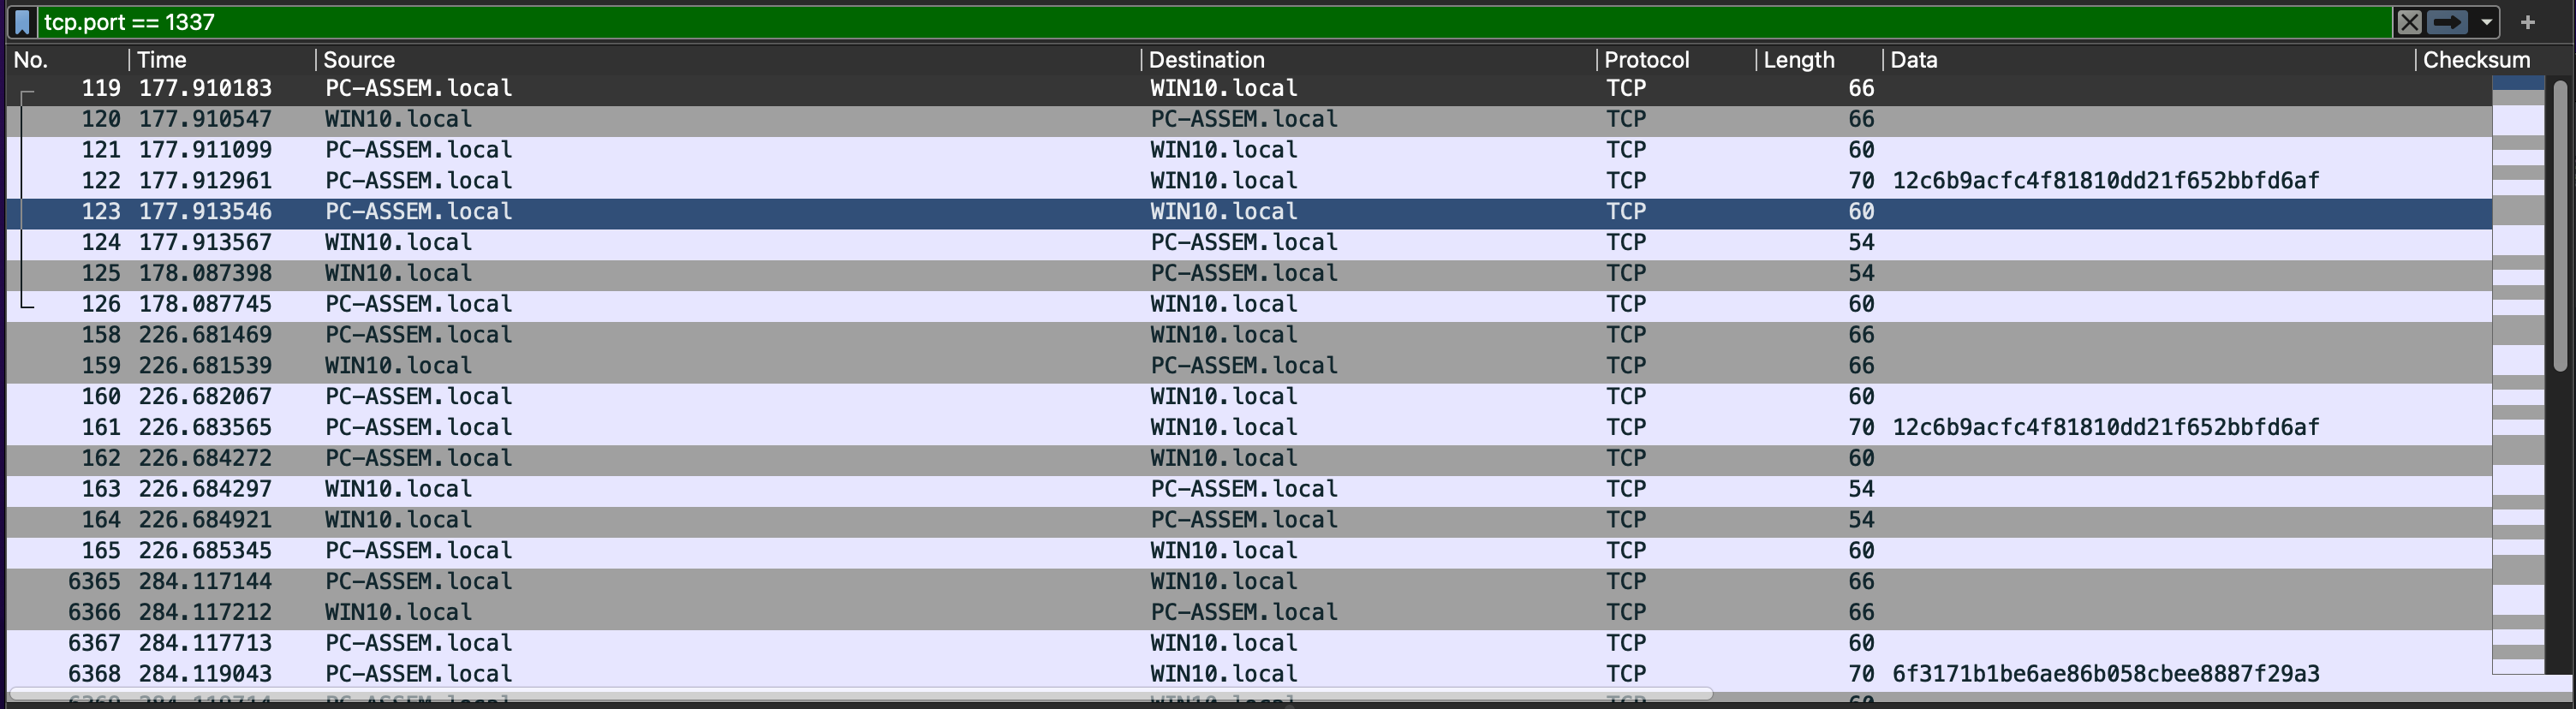 tcp.port == 1337
No. Time Source Destination Protocol Length Data Checksum
119 177.910183 PC-ASSEM.local WIN10.local TCP 66
120 177.910547 WIN10.local PC-ASSEM.local TCP 66
121 177.911099 PC-ASSEM.local WIN10.local TCP 60
122 177.912961 PC-ASSEM.local WIN10.local TCP 70 12c6b9acfc4f81810dd21f652bbfd6af
123 177.913546 PC-ASSEM.local WIN10.local TCP 60
124 177.913567 WIN10.local PC-ASSEM.local TCP 54
125 178.087398 WIN10.local PC-ASSEM.local TCP 54
126 178.087745 PC-ASSEM.local WIN10.local TCP 60
158 226.681469 PC-ASSEM.local WIN10.local TCP 66
159 226.681539 WIN10.local PC-ASSEM.local TCP 66
160 226.682067 PC-ASSEM.local WIN10.local TCP 60
161 226.683565 PC-ASSEM.local WIN10.local TCP 70 12c6b9acfc4f81810dd21f652bbfd6af
162 226.684272 PC-ASSEM.local WIN10.local TCP 60
163 226.684297 WIN10.local PC-ASSEM.local TCP 54
164 226.684921 WIN10.local PC-ASSEM.local TCP 54
165 226.685345 PC-ASSEM.local WIN10.local TCP 60
6365 284.117144 PC-ASSEM.local WIN10.local TCP 66
6366 284.117212 WIN10.local PC-ASSEM.local TCP 66
6367 284.117713 PC-ASSEM.local WIN10.local TCP 60
6368 284.119043 PC-ASSEM.local WIN10.local TCP 70 6f3171b1be6ae86b058cbee8887f29a3